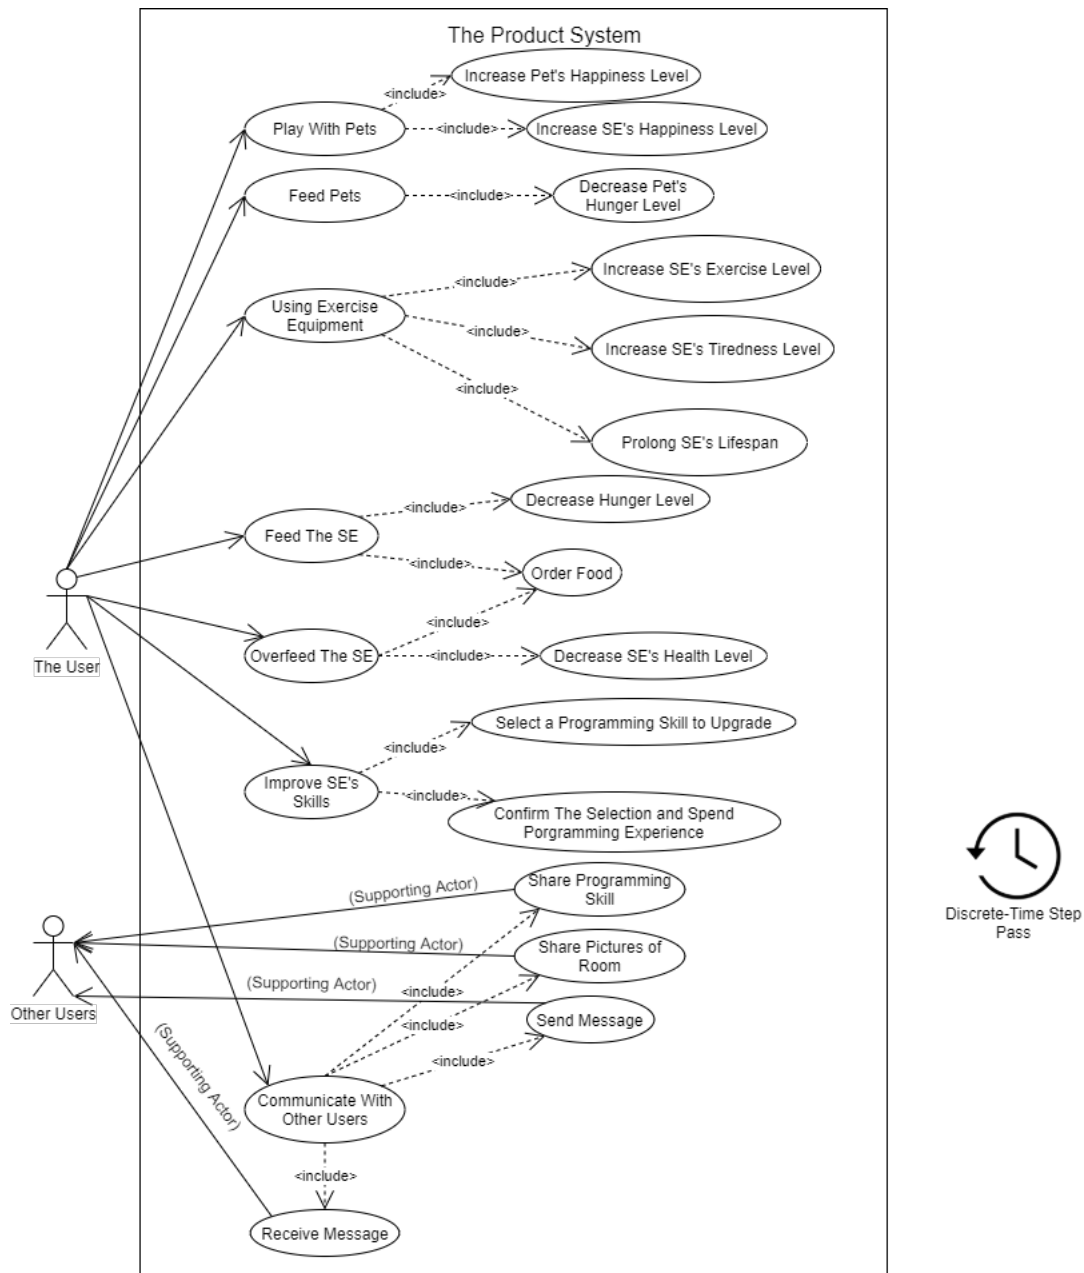 The Product System
Increase Pet's Happiness Level
<include>
Play With Pets
<include>
Increase SE's Happiness Level
Feed Pets
<include>
Decrease Pet's
Hunger Level
Increase SE's Exercise Level
<include>
Using Exercise
Equipment
<include>
Increase SE's Tiredness Level
<include>
Prolong SE's Lifespan
Decrease Hunger Level
<include>
Feed The SE
<include>
Order Food
<include>
The User
Overfeed The SE
<include>
Decrease SE's Health Level
Select a Programming Skill to Upgrade
<include>
Improve SE's
Skills
<include>
Confirm The Selection and Spend
Porgramming Experience
Share Programming
Skill
(Supporting Actor)
Discrete-Time Step
Pass
(Supporting Actor)
Share Pictures of
Room
(Supporting Actor)
<include>
Other Users
Send Message
<include>
<include>
(Supporting Actor)
Communicate With
Other Users
<include>
Receive Message